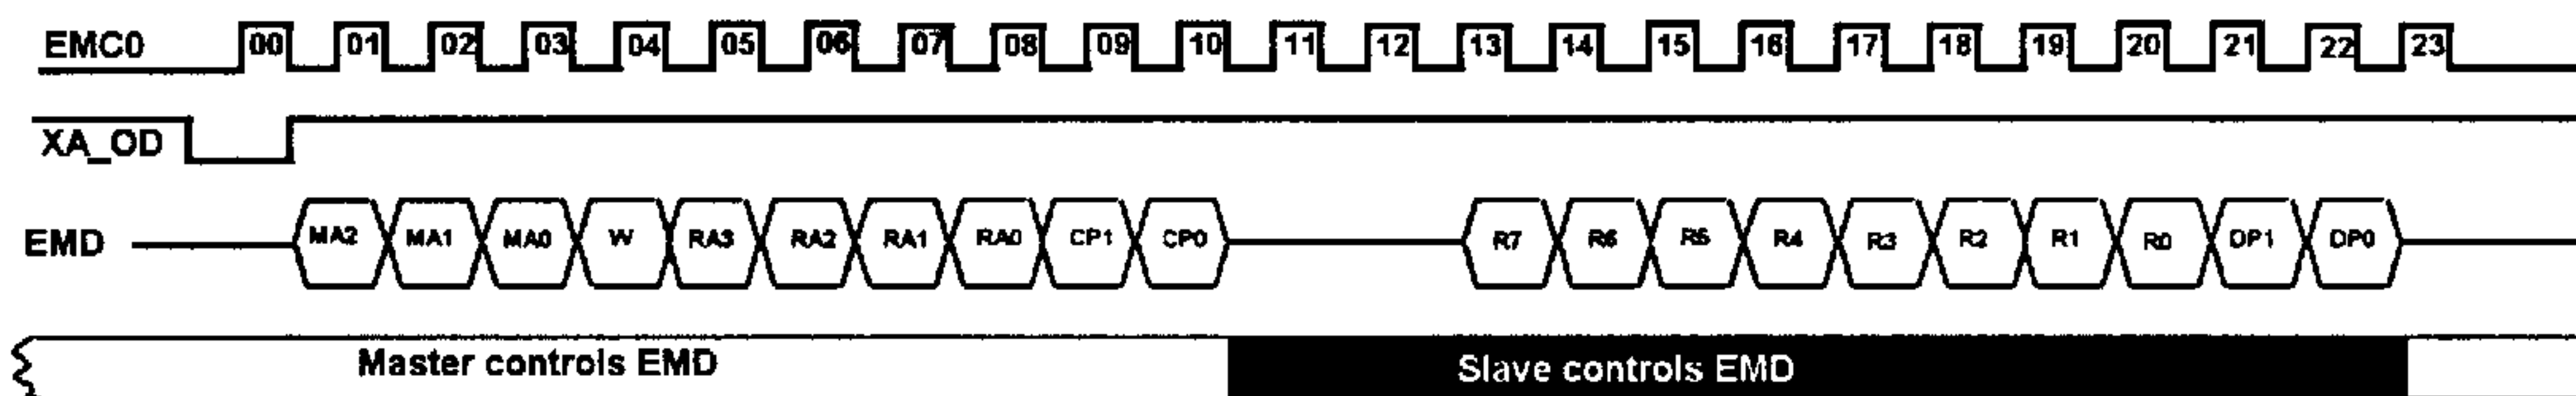 EMC0 00 01 02 03 04 05 06 07 08 09 10 11 12 13 14 15 16 17 18 19 20 21 22 23
XA_OD
EMD MA2 MA1 MA0 W RA3 RA2 RA1 RA0 CP1 CP0 R7 R6 R5 R4 R3 R2 R1 R0 DP1 DP0
Master controls EMD Slave controls EMD